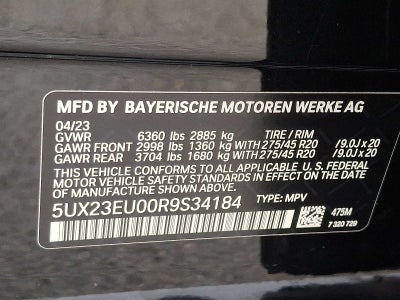 MFD BY BAYERISCHE MOTOREN WERKE AG
04/23
GVWR 6360 lbs 2885 kg TIRE / RIM
GAWR FRONT 2998 lbs 1360 kg WITH 275/45 R20 /9.0J x 20
GAWR REAR 3704 lbs 1680 kg WITH 275/45 R20 /9.0J x 20
THIS VEHICLE CONFORMS TO ALL APPLICABLE U.S. FEDERAL
MOTOR VEHICLE SAFETY STANDARDS IN EFFECT ON THE DATE
OF MANUFACTURE SHOWN ABOVE.
5UX23EU00R9S34184 TYPE: MPV
475M
7 320 729